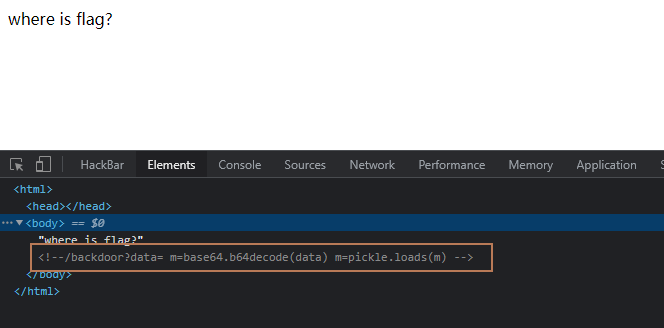 where is flag?
HackBar Elements Console Sources Network Performance Memory Application
<html>
<head></head>
··· ▼<body> == $0
"where is flag?"
<!--/backdoor?data= m=base64.b64decode(data) m=pickle.loads(m) -->
</body>
</html>